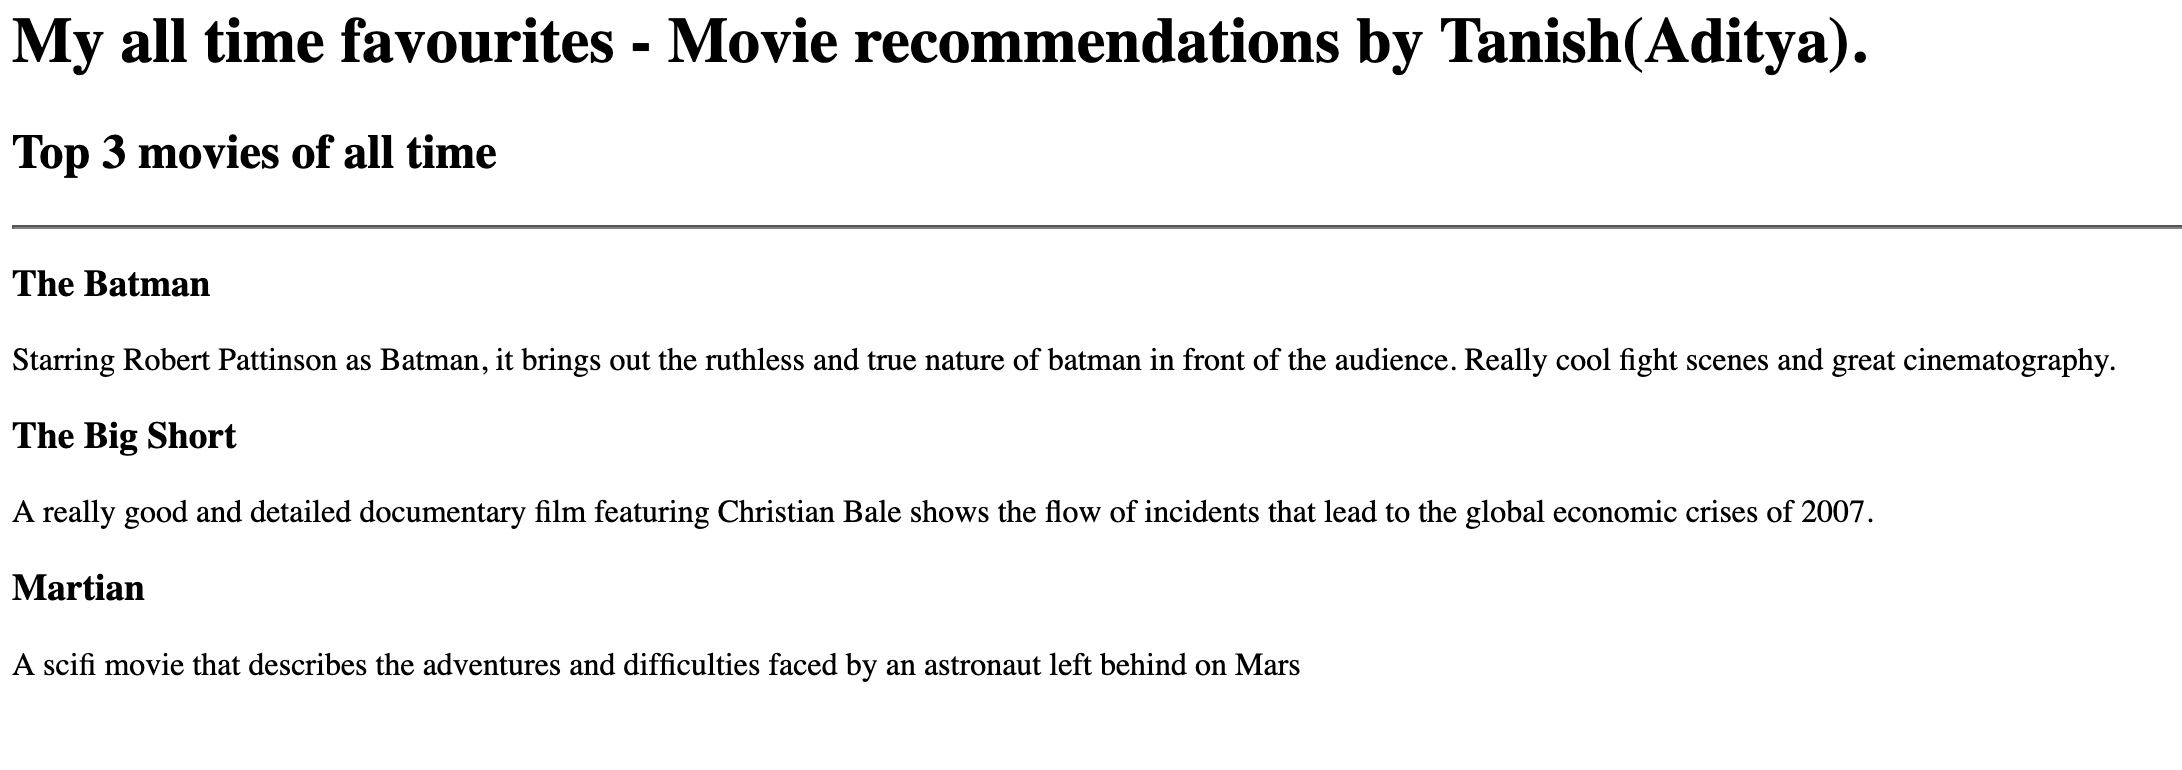 My all time favourites - Movie recommendations by Tanish(Aditya).
Top 3 movies of all time
The Batman
Starring Robert Pattinson as Batman, it brings out the ruthless and true nature of batman in front of the audience. Really cool fight scenes and great cinematography.
The Big Short
A really good and detailed documentary film featuring Christian Bale shows the flow of incidents that lead to the global economic crises of 2007.
Martian
A scifi movie that describes the adventures and difficulties faced by an astronaut left behind on Mars